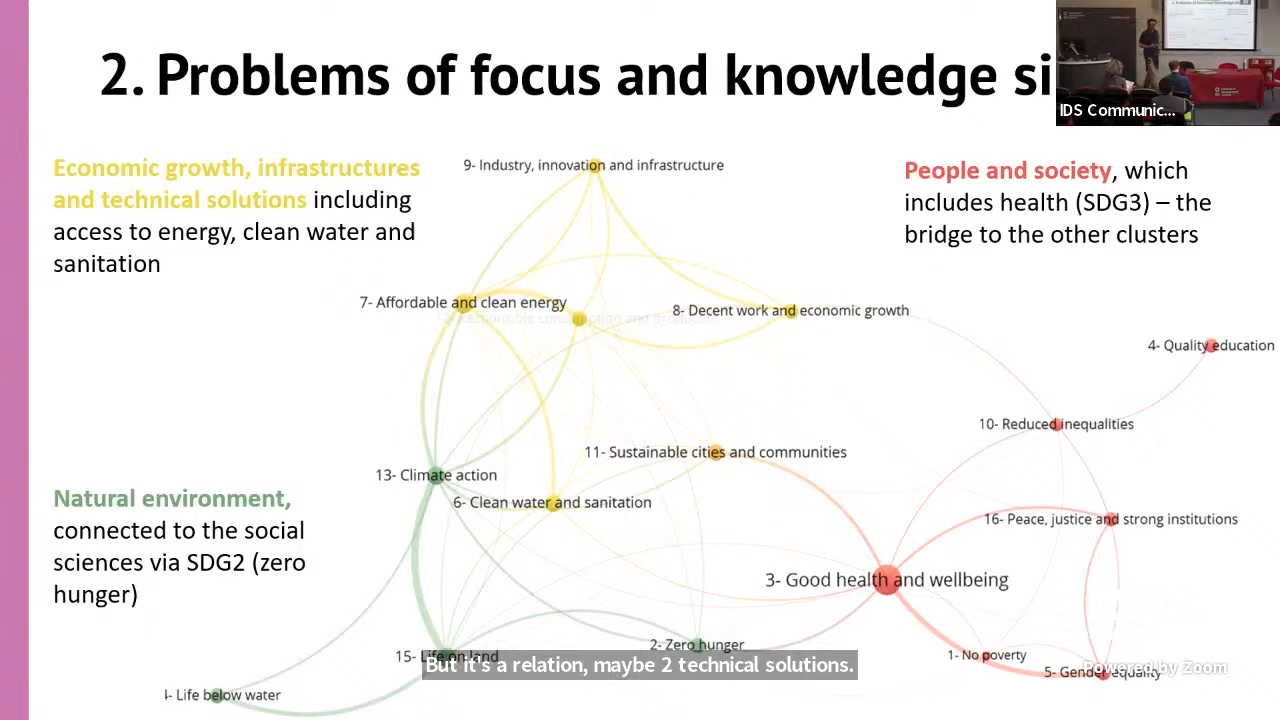 2. Problems of focus and knowledge si
IDS Communic...
Economic growth, infrastructures
and technical solutions including
access to energy, clean water and
sanitation
People and society, which
includes health (SDG3) – the
bridge to the other clusters
9- Industry, innovation and infrastructure
7- Affordable and clean energy
8- Decent work and economic growth
4- Quality education
10- Reduced inequalities
11- Sustainable cities and communities
13- Climate action
6- Clean water and sanitation
Natural environment,
connected to the social
sciences via SDG2 (zero
hunger)
16- Peace, justice and strong institutions
3- Good health and wellbeing
2- Zero hunger
15- Life on land
1- No poverty
5- Gender equality
- Life below water
But it's a relation, maybe 2 technical solutions.
Powered by Zoom